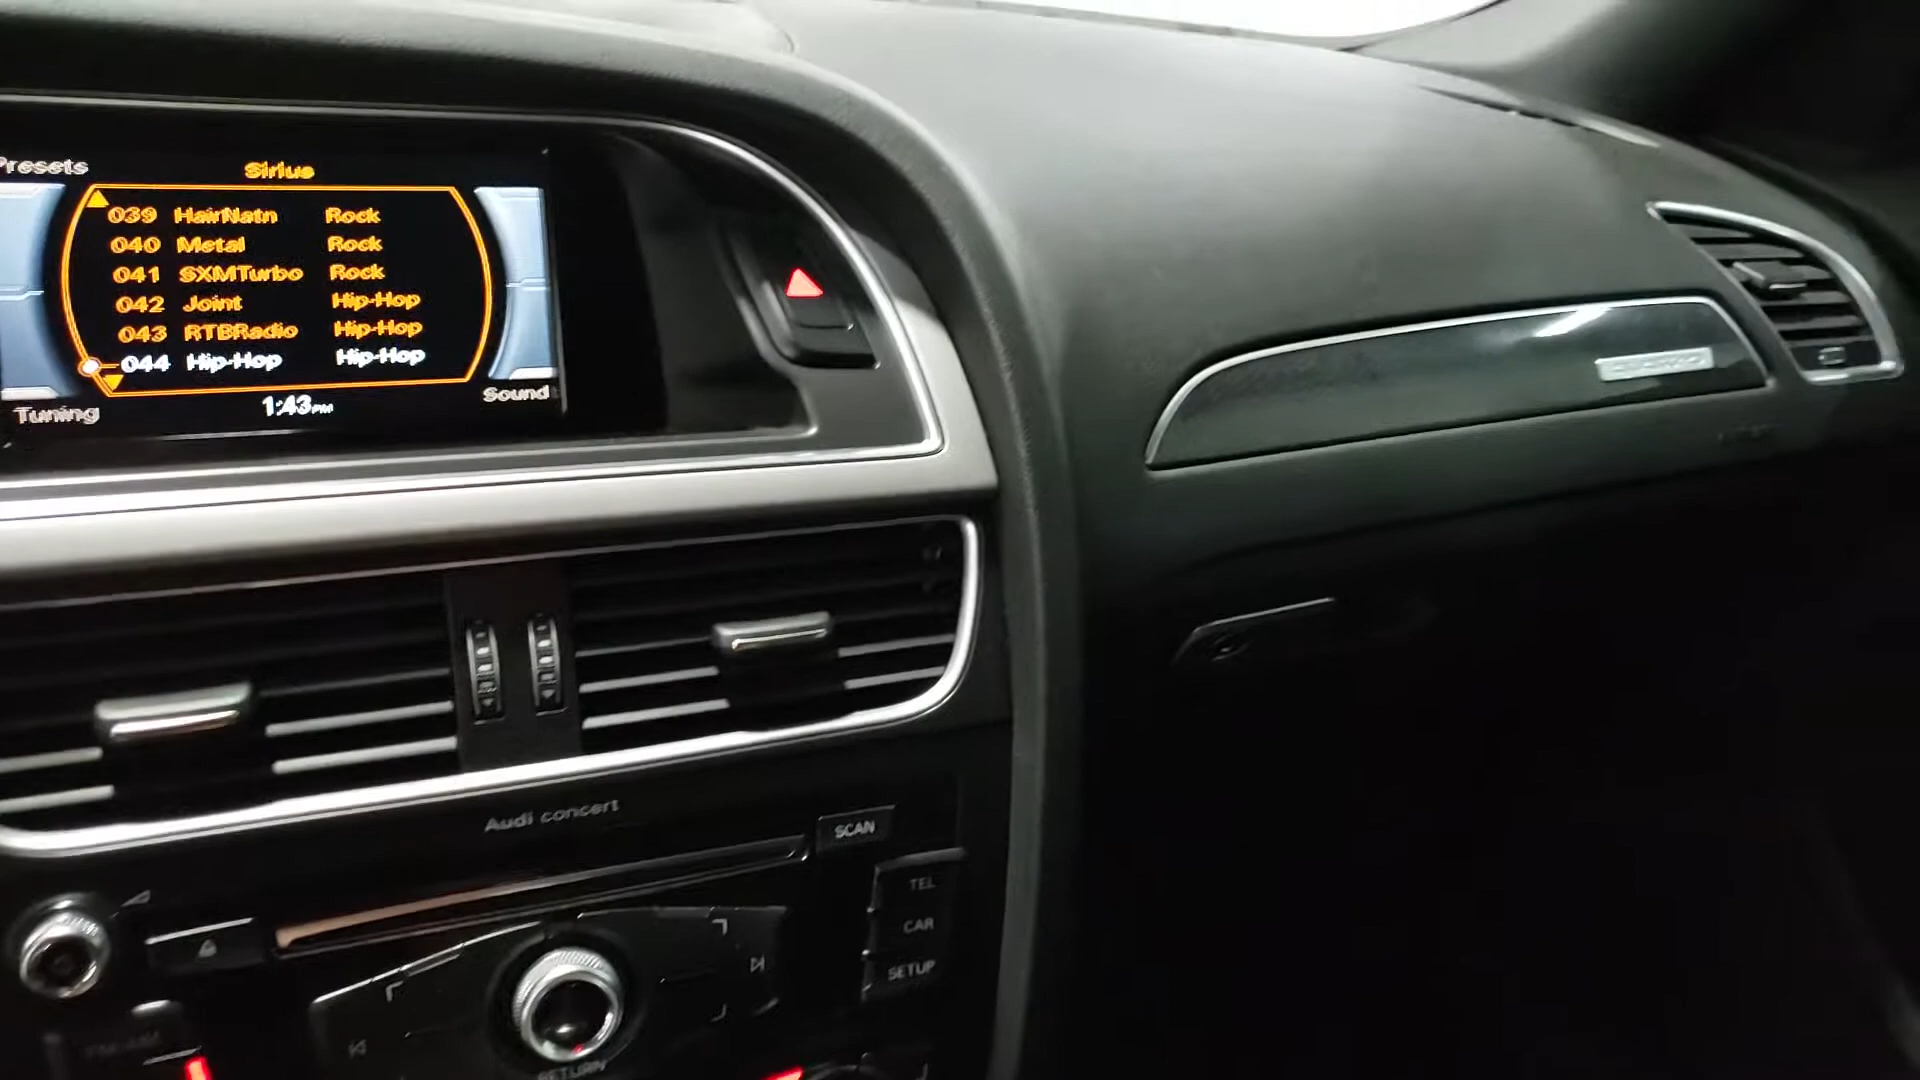 Presets
Sirius
039 HairNatn Rock
040 Metal Rock
041 SXMTurbo Rock
042 Joint Hip-Hop
043 RTBRadio Hip-Hop
044 Hip-Hop Hip-Hop
Tuning
1:43PM
Sound
Audi concert
SCAN
TEL
CAR
SETUP
RETURN